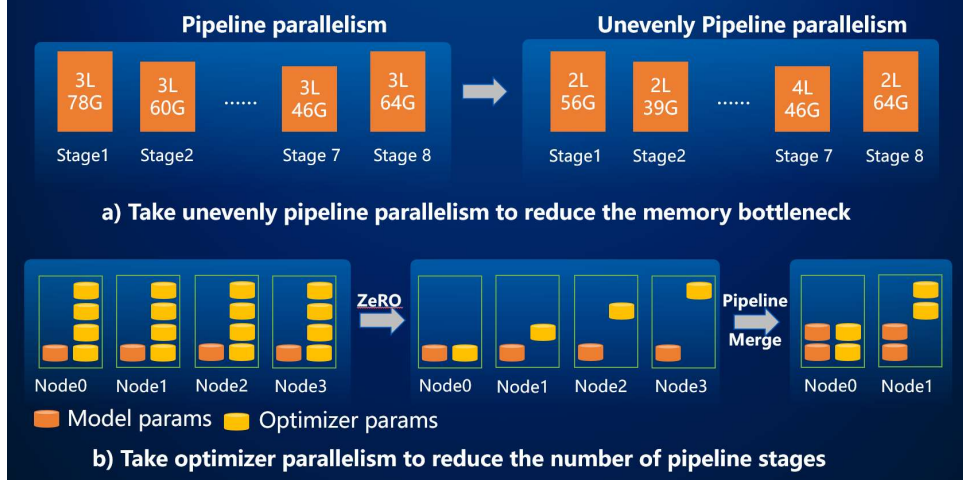 Pipeline parallelism
Unevenly Pipeline parallelism
3L
78G
3L
60G
......
3L
46G
3L
64G
2L
56G
2L
39G
......
4L
46G
2L
64G
Stage1
Stage2
Stage 7
Stage 8
Stage1
Stage2
Stage 7
Stage 8
a) Take unevenly pipeline parallelism to reduce the memory bottleneck
ZeRO
Pipeline
Merge
Node0
Node1
Node2
Node3
Node0
Node1
Node2
Node3
Node0
Node1
Model params
Optimizer params
b) Take optimizer parallelism to reduce the number of pipeline stages